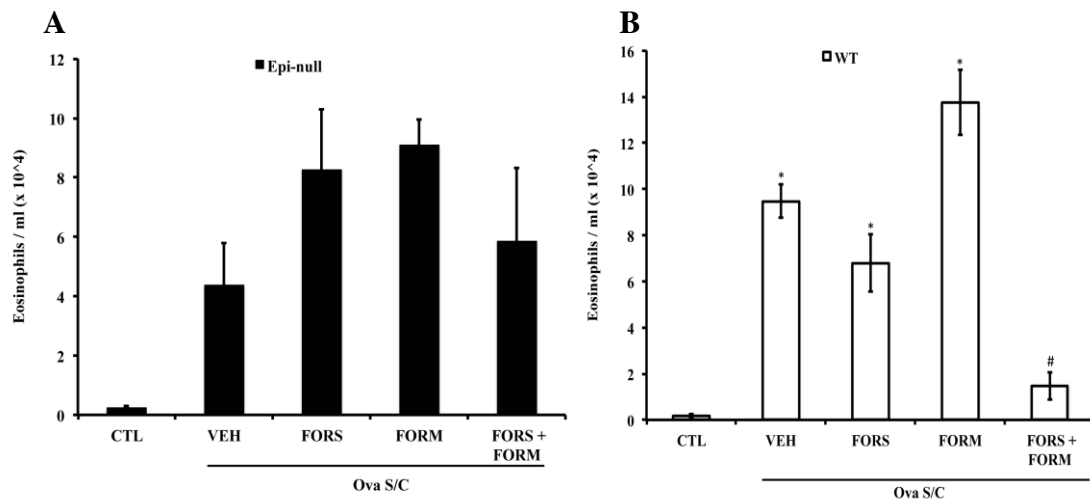 A
Epi-null
Eosinophils / ml (x 10^4)
12
10
8
6
4
2
0
CTL
VEH
FORS
FORM
FORS +
FORM
Ova S/C
B
WT
Eosinophils / ml (x 10^4)
16
14
12
10
8
6
4
2
0
*
*
*
#
CTL
VEH
FORS
FORM
FORS +
FORM
Ova S/C